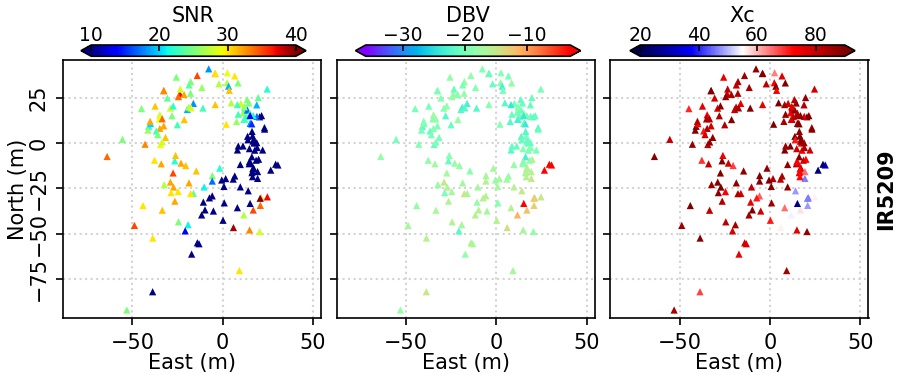 SNR DBV Xc
10 20 30 40 −30 −20 −10 20 40 60 80
North (m)
25
0
−25
−50
−75
−50 0 50 −50 0 50 −50 0 50
East (m) East (m) East (m)
IR5209